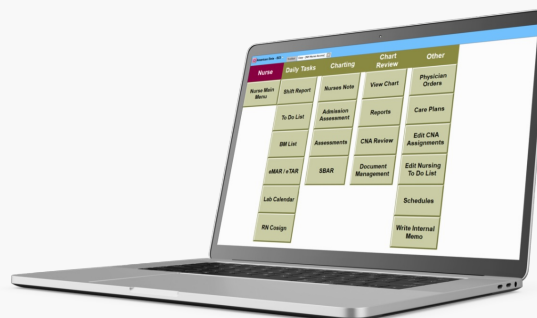 Nurse
Daily Tasks
Charting
Chart
Review
Other
Nurse Main
Menu
Shift Report
Nurses Note
View Chart
Physician
Orders
To Do List
Admission
Assessment
Reports
Care Plans
BM List
Assessments
CNA Review
Edit CNA
Assignments
eMAR / eTAR
SBAR
Document
Management
Edit Nursing
To Do List
Lab Calendar
Schedules
RN Cosign
Write Internal
Memo